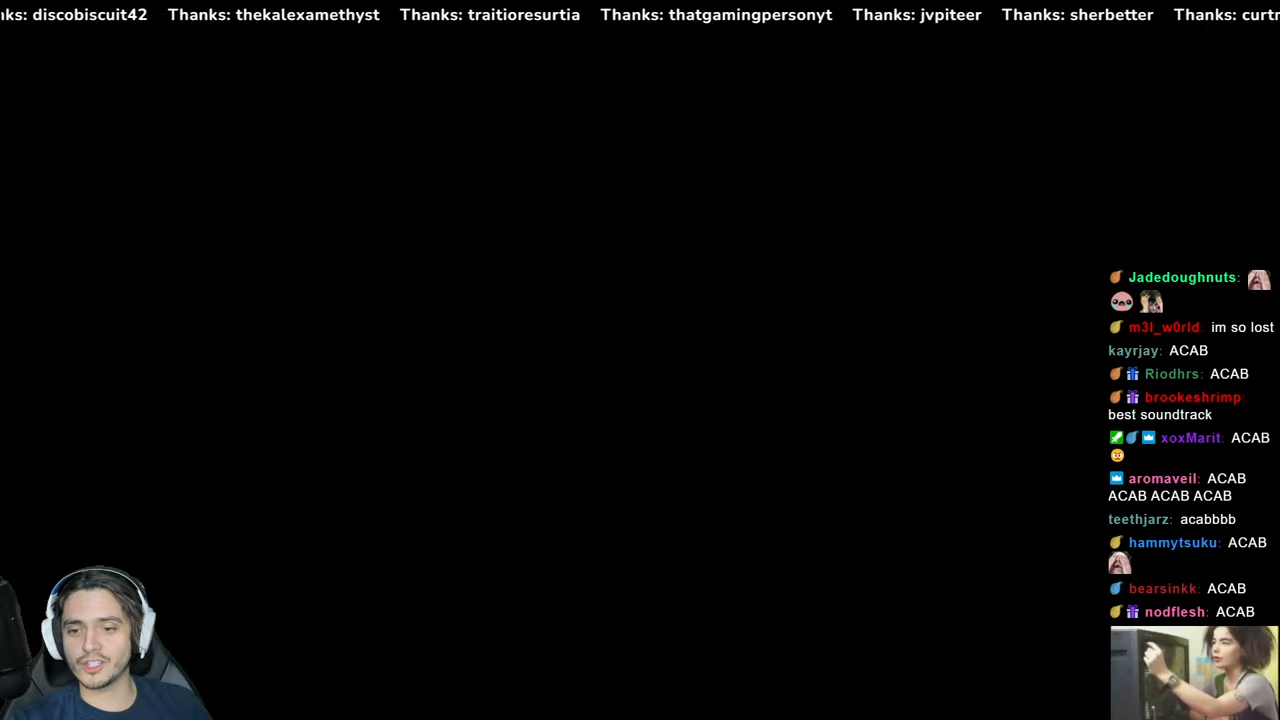 nks: discobiscuit42 Thanks: thekalexamethyst Thanks: traitioresurtia Thanks: thatgamingpersonyt Thanks: jvpiteer Thanks: sherbetter Thanks: curtr
Jadedoughnuts:
m3l_w0rld: im so lost
kayrjay: ACAB
Riodhrs: ACAB
brookeshrimp:
best soundtrack
xoxMarit: ACAB
aromaveil: ACAB
ACAB ACAB ACAB
teethjarz: acabbbb
hammytsuku: ACAB
bearsinkk: ACAB
nodflesh: ACAB